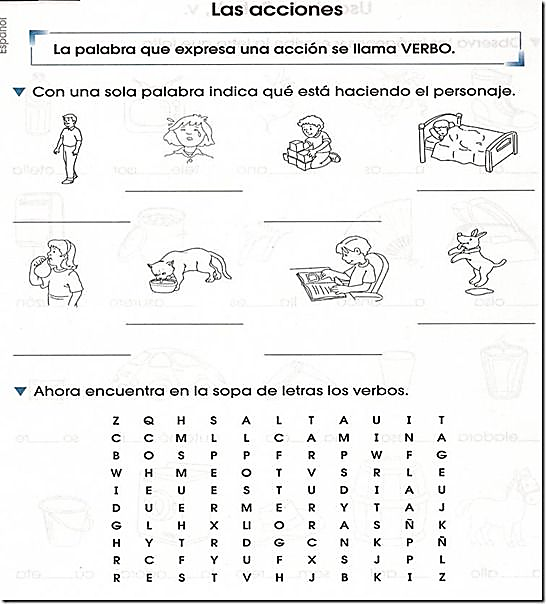 Español
Las acciones
La palabra que expresa una acción se llama VERBO.
Con una sola palabra indica qué está haciendo el personaje.
Ahora encuentra en la sopa de letras los verbos.
Z Q H S A L T A U I T
C C M L L C A M I N A
B O S P P F R P W F G
W H M E O T V S R L E
I E U E S T U D I A U
D U E R M E R Y T A J
G L H X LI O R A S Ñ K
H Y T R D G C N K P Ñ
R C F Y U F X S J P L
R E S T V H J B K I Z